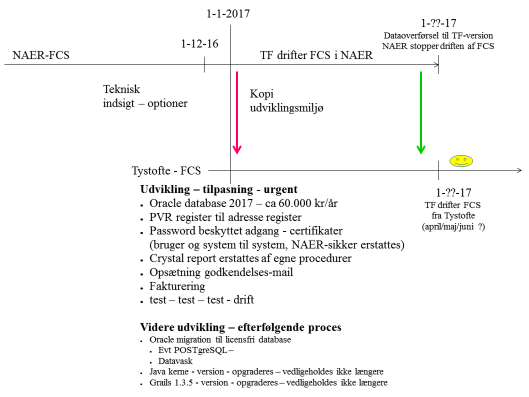 1-1-2017
1-??-17
Dataoverførsel til TF-version
NAER stopper driften af FCS
1-12-16
NAER-FCS
TF drifter FCS i NAER
Teknisk
indsigt – optioner
Kopi
udviklingsmiljø
Tystofte - FCS
1-??-17
TF drifter FCS
fra Tystofte
(april/maj/juni ?)
Udvikling – tilpasning - urgent
• Oracle database 2017 – ca 60.000 kr/år
• PVR register til adresse register
• Password beskyttet adgang - certifikater
(bruger og system til system, NAER-sikker erstattes)
• Crystal report erstattes af egne procedurer
• Opsætning godkendelses-mail
• Fakturering
• test – test – test - drift
Videre udvikling – efterfølgende proces
• Oracle migration til licensfri database
• Evt POSTgreSQL –
• Datavask
• Java kerne - version - opgraderes – vedligeholdes ikke længere
• Grails 1.3.5 - version - opgraderes – vedligeholdes ikke længere